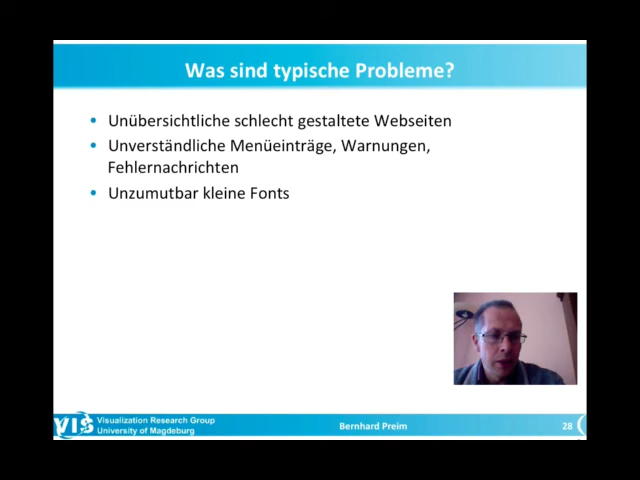 Was sind typische Probleme?
• Unübersichtliche schlecht gestaltete Webseiten
• Unverständliche Menüeinträge, Warnungen,
Fehlernachrichten
• Unzumutbar kleine Fonts
VIS
Visualization Research Group
University of Magdeburg
Bernhard Preim
28